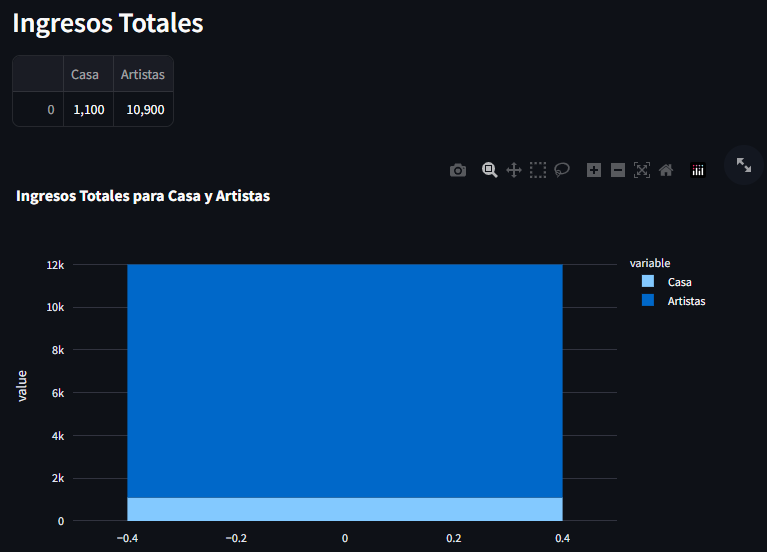 Ingresos Totales
Casa Artistas
0 1,100 10,900
Ingresos Totales para Casa y Artistas
12k
10k
8k
6k
4k
2k
0
value
−0.4 −0.2 0 0.2 0.4
variable
Casa
Artistas